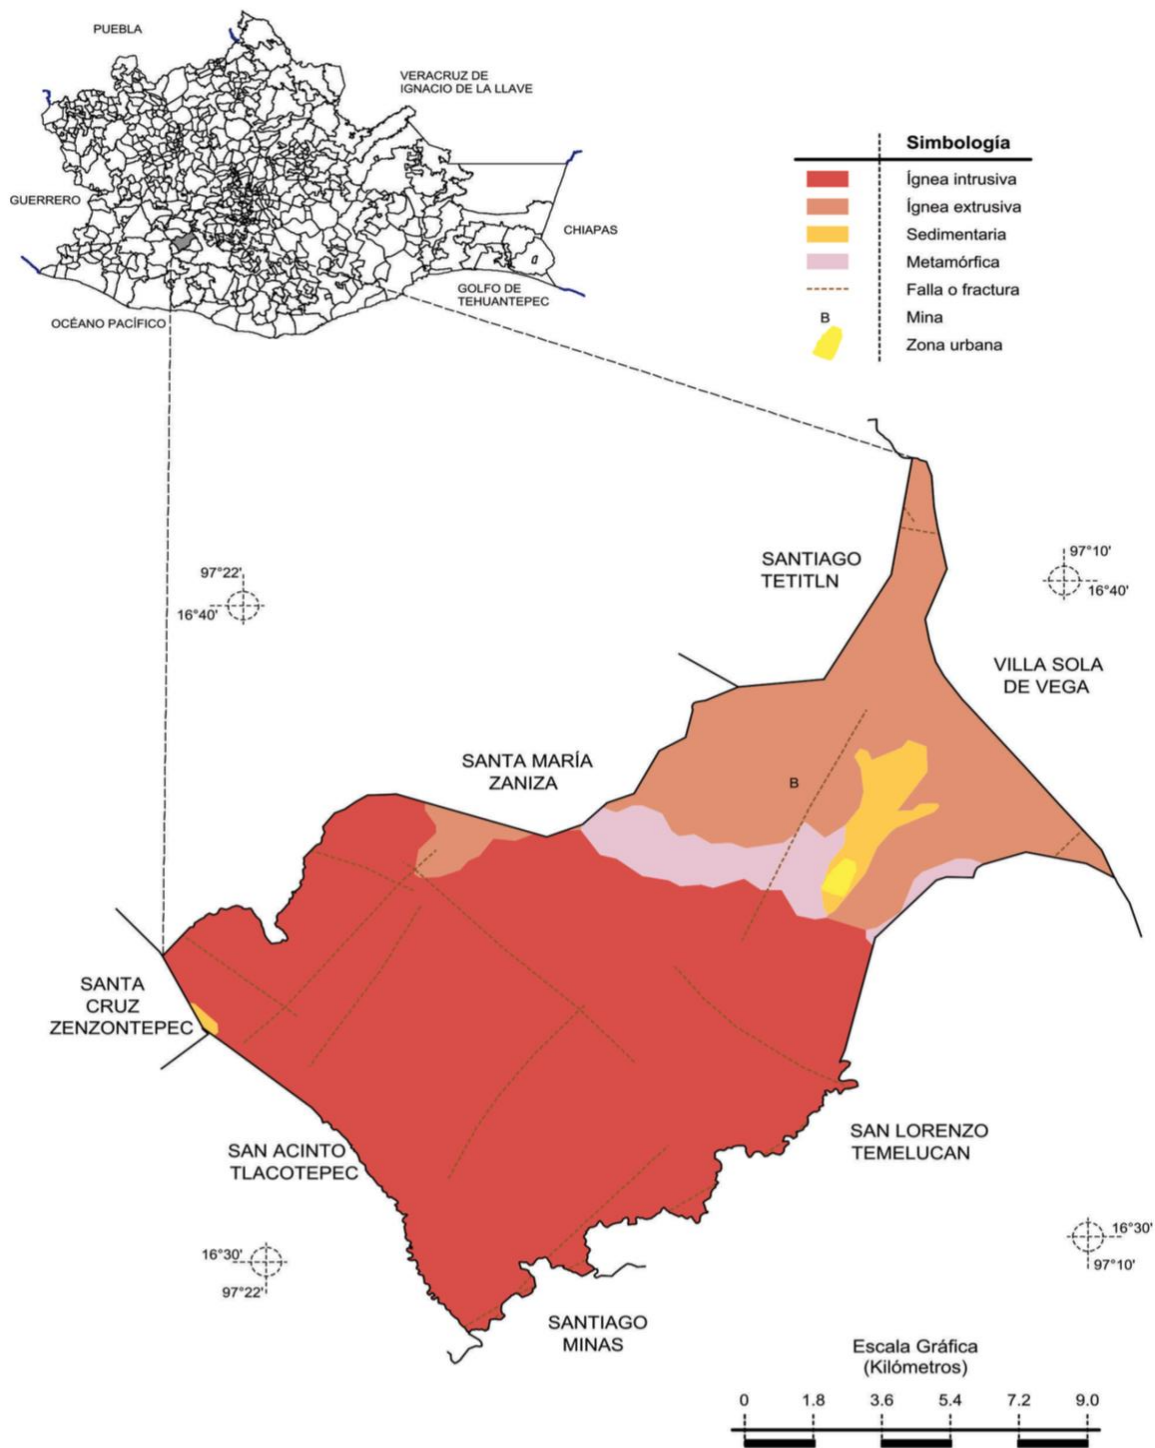 PUEBLA
VERACRUZ DE
IGNACIO DE LA LLAVE
GUERRERO
CHIAPAS
GOLFO DE
TEHUANTEPEC
OCÉANO PACÍFICO
Simbología
Ígnea intrusiva
Ígnea extrusiva
Sedimentaria
Metamórfica
Falla o fractura
B Mina
Zona urbana
97°22'
16°40'
SANTIAGO
TETITLN
97°10'
16°40'
VILLA SOLA
DE VEGA
SANTA MARÍA
ZANIZA
B
SANTA
CRUZ
ZENZONTEPEC
SAN ACINTO
TLACOTEPEC
SAN LORENZO
TEMELUCAN
16°30'
97°22'
16°30'
97°10'
SANTIAGO
MINAS
Escala Gráfica
(Kilómetros)
0 1.8 3.6 5.4 7.2 9.0